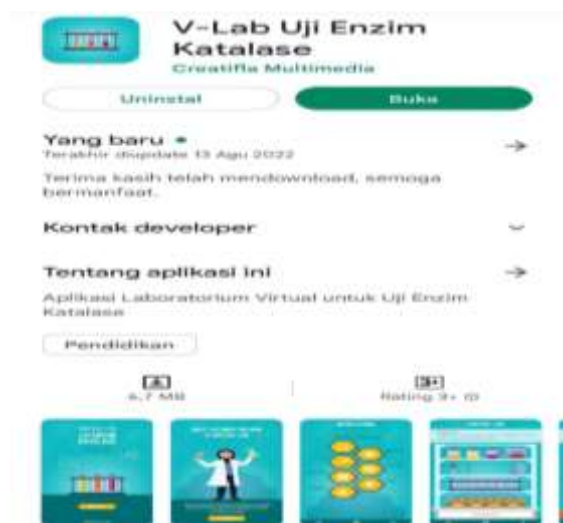 V-Lab Uji Enzim
Katalase
Creatifla Multimedia
Uninstal
Buka
Yang baru
Terakhir diupdate 13 Agu 2022
Terima kasih telah mendownload, semoga
bermanfaat.
Kontak developer
Tentang aplikasi ini
Aplikasi Laboratorium Virtual untuk Uji Enzim
Katalase
Pendidikan
6,7 MB
Rating 3+